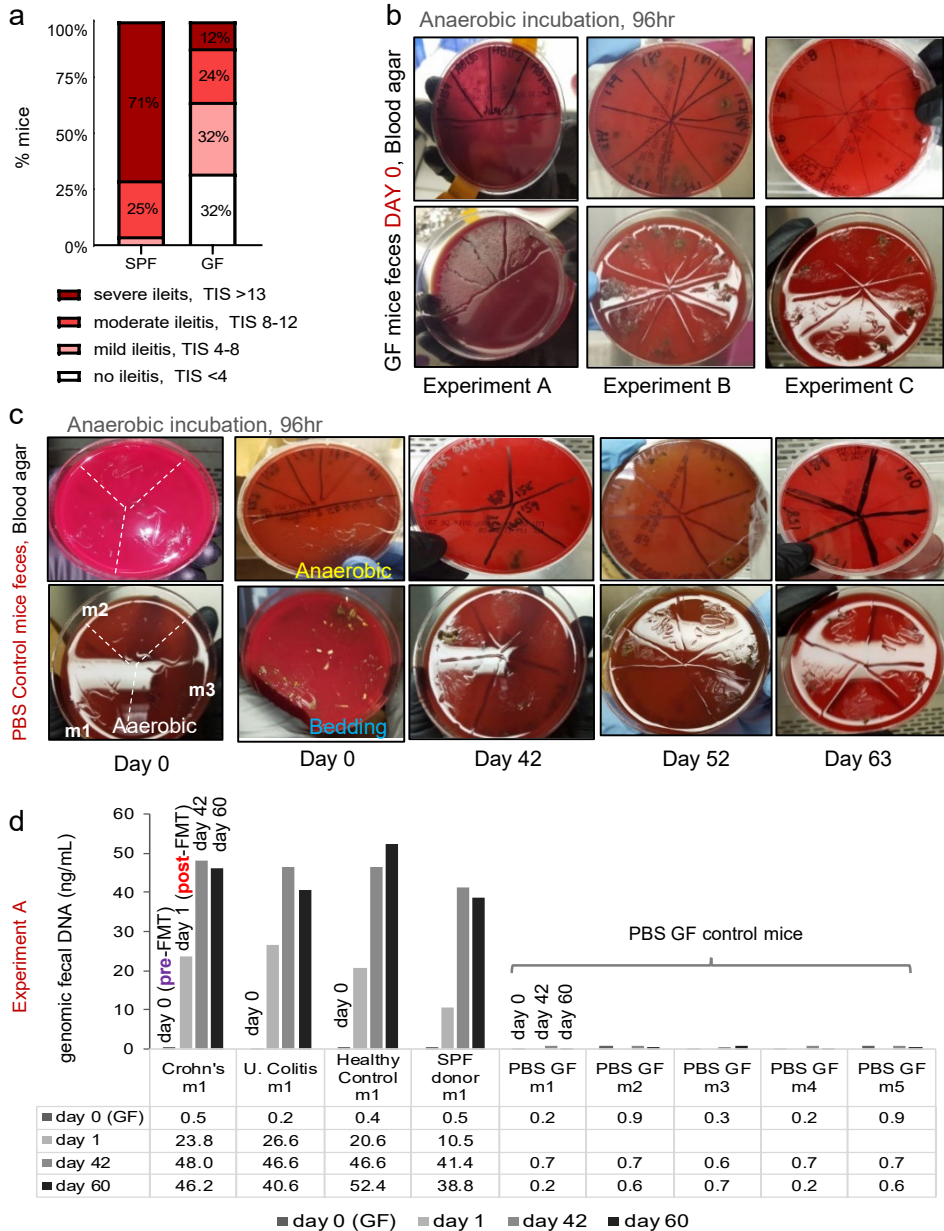 a
100%
75%
50%
25%
0%
% mice
71%
25%
12%
24%
32%
32%
SPF
GF
severe ileits, TIS >13
moderate ileitis, TIS 8-12
mild ileitis, TIS 4-8
no ileitis, TIS <4
b
Anaerobic incubation, 96hr
GF mice feces DAY 0, Blood agar
Experiment A
Experiment B
Experiment C
c
Anaerobic incubation, 96hr
PBS Control mice feces, Blood agar
Anaerobic
m2
m3
m1
Aaerobic
Bedding
Day 0
Day 0
Day 42
Day 52
Day 63
d
Experiment A
genomic fecal DNA (ng/mL)
60
50
40
30
20
10
0
day 0 (pre-FMT)
day 1 (post-FMT)
day 42
day 60
day 0
day 0
day 0
day 0
day 42
day 60
PBS GF control mice
Crohn's m1 U. Colitis m1 Healthy Control m1 SPF donor m1 PBS GF m1 PBS GF m2 PBS GF m3 PBS GF m4 PBS GF m5
day 0 (GF) 0.5 0.2 0.4 0.5 0.2 0.9 0.3 0.2 0.9
day 1 23.8 26.6 20.6 10.5
day 42 48.0 46.6 46.6 41.4 0.7 0.7 0.6 0.7 0.7
day 60 46.2 40.6 52.4 38.8 0.2 0.6 0.7 0.2 0.6
day 0 (GF) day 1 day 42 day 60